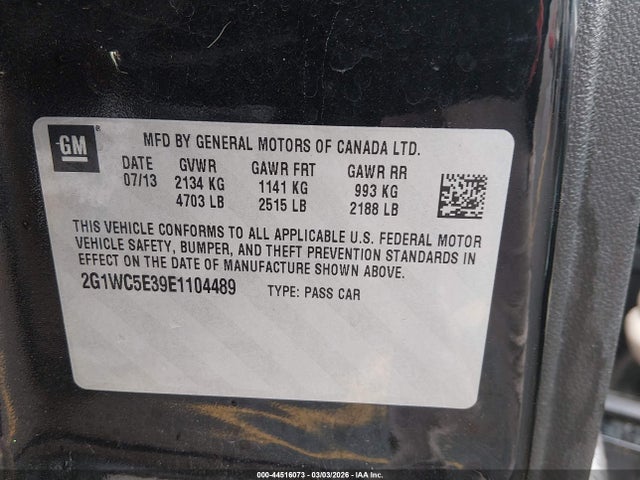 GM
®
MFD BY GENERAL MOTORS OF CANADA LTD.
DATE GVWR GAWR FRT GAWR RR
07/13 2134 KG 1141 KG 993 KG
4703 LB 2515 LB 2188 LB
THIS VEHICLE CONFORMS TO ALL APPLICABLE U.S. FEDERAL MOTOR
VEHICLE SAFETY, BUMPER, AND THEFT PREVENTION STANDARDS IN
EFFECT ON THE DATE OF MANUFACTURE SHOWN ABOVE.
2G1WC5E39E1104489 TYPE: PASS CAR
000-44516073 - 03/03/2026 - IAAI.COM